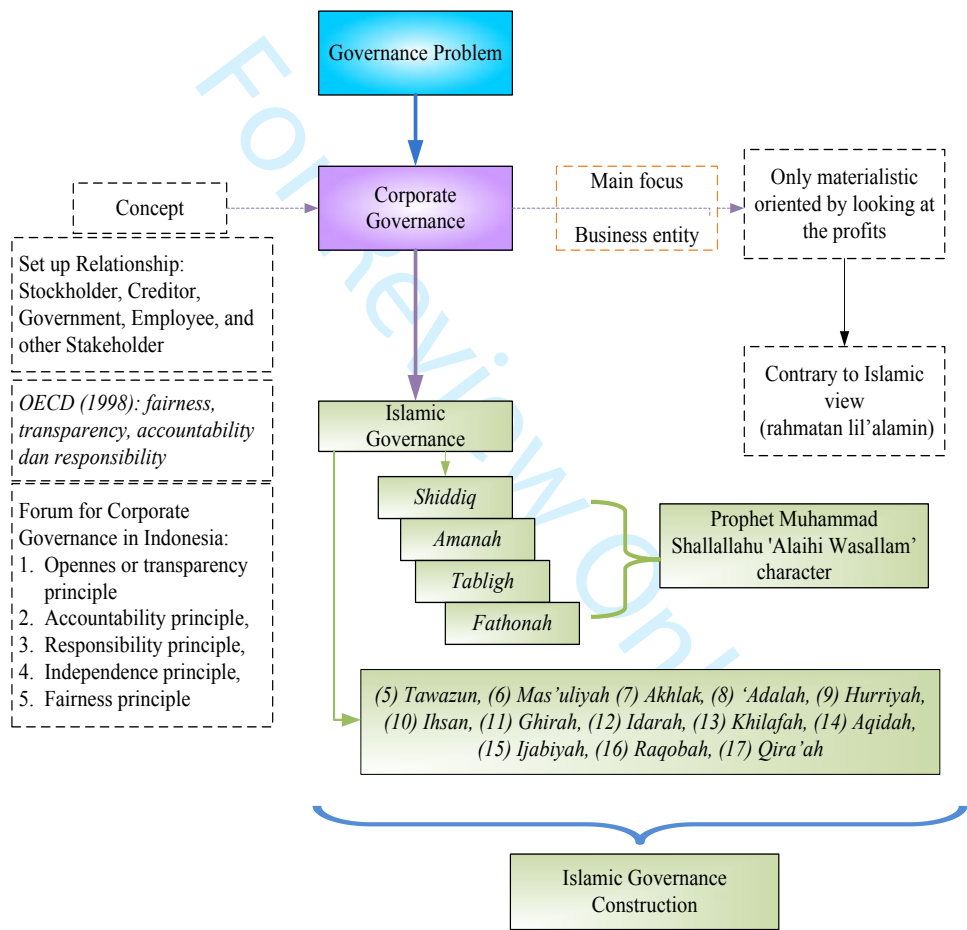 Governance Problem
Corporate
Governance
Concept
Main focus
Business entity
Only materialistic
oriented by looking at
the profits
Set up Relationship:
Stockholder, Creditor,
Government, Employee, and
other Stakeholder
OECD (1998): fairness,
transparency, accountability
dan responsibility
Forum for Corporate
Governance in Indonesia:
1. Opennes or transparency
principle
2. Accountability principle,
3. Responsibility principle,
4. Independence principle,
5. Fairness principle
Contrary to Islamic
view
(rahmatan lil’alamin)
Islamic
Governance
Shiddiq
Amanah
Tabligh
Fathonah
Prophet Muhammad
Shallallahu 'Alaihi Wasallam’
character
(5) Tawazun, (6) Mas’uliyah (7) Akhlak, (8) ‘Adalah, (9) Hurriyah,
(10) Ihsan, (11) Ghirah, (12) Idarah, (13) Khilafah, (14) Aqidah,
(15) Ijabiyah, (16) Raqobah, (17) Qira’ah
Islamic Governance
Construction
For Review Only